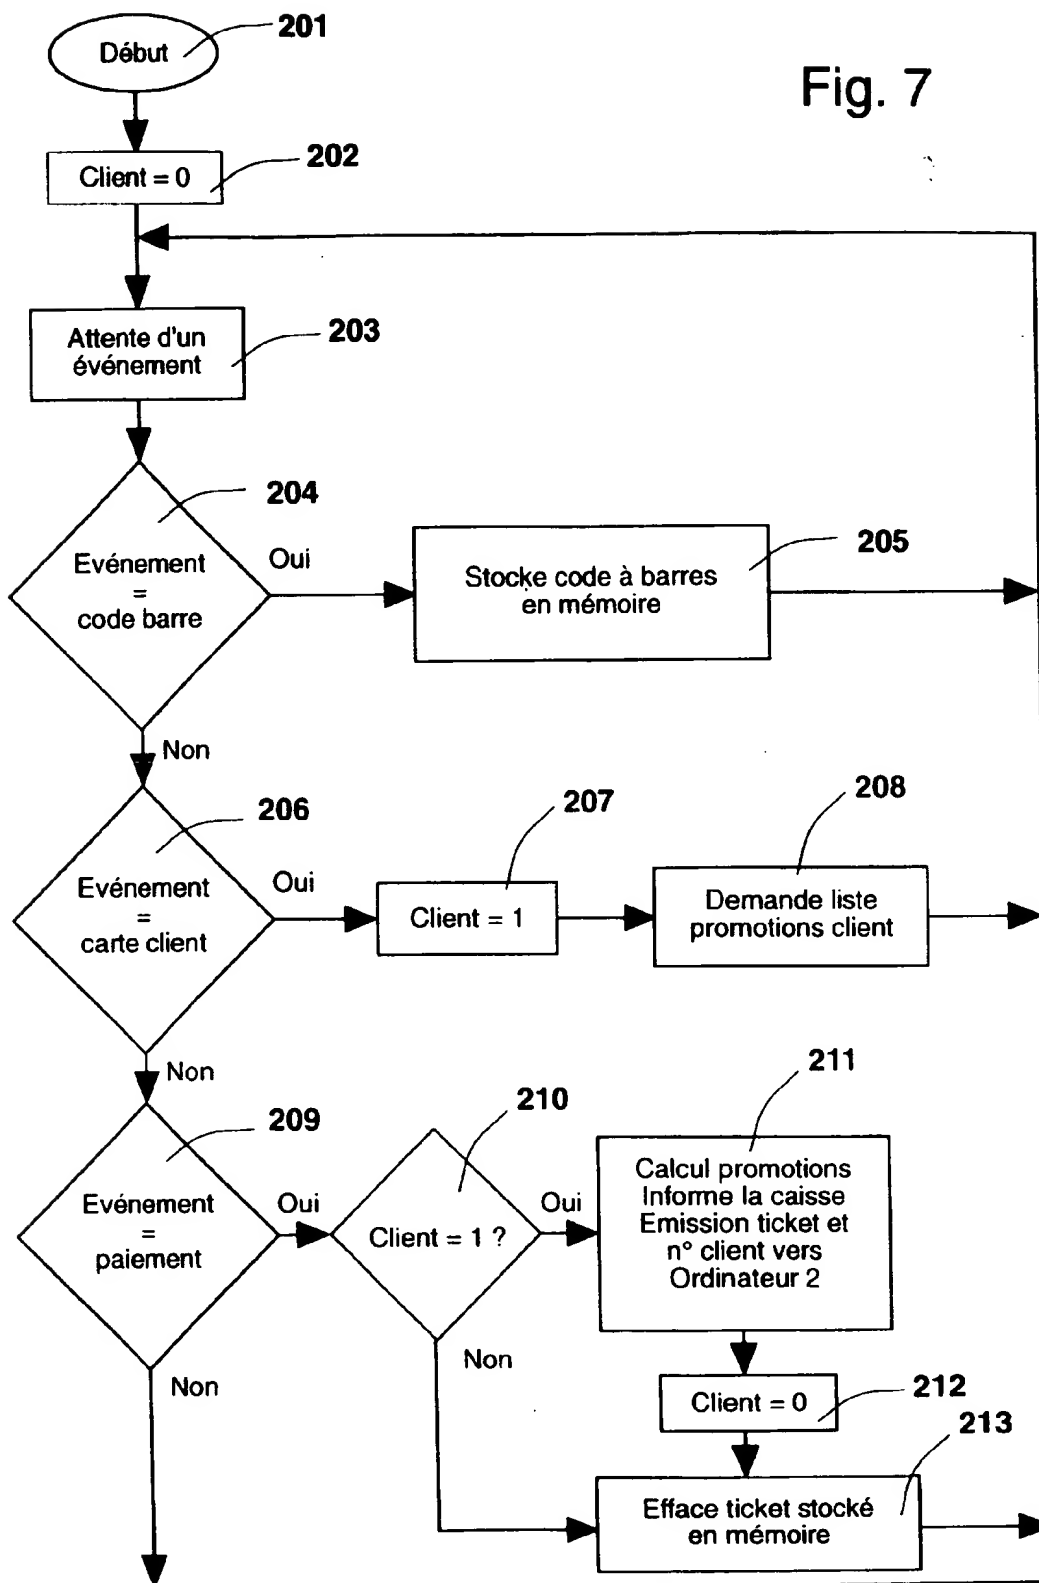 201
Début
Fig. 7
202
Client = 0
Attente d'un
événement
203
204
Evénement
=
code barre
Oui
Stocke code à barres
en mémoire
205
Non
206
Evénement
=
carte client
Oui
207
Client = 1
208
Demande liste
promotions client
Non
209
Evénement
=
paiement
Oui
210
Client = 1 ?
Oui
211
Calcul promotions
Informe la caisse
Emission ticket et
n° client vers
Ordinateur 2
Non
Non
Client = 0
212
213
Efface ticket stocké
en mémoire